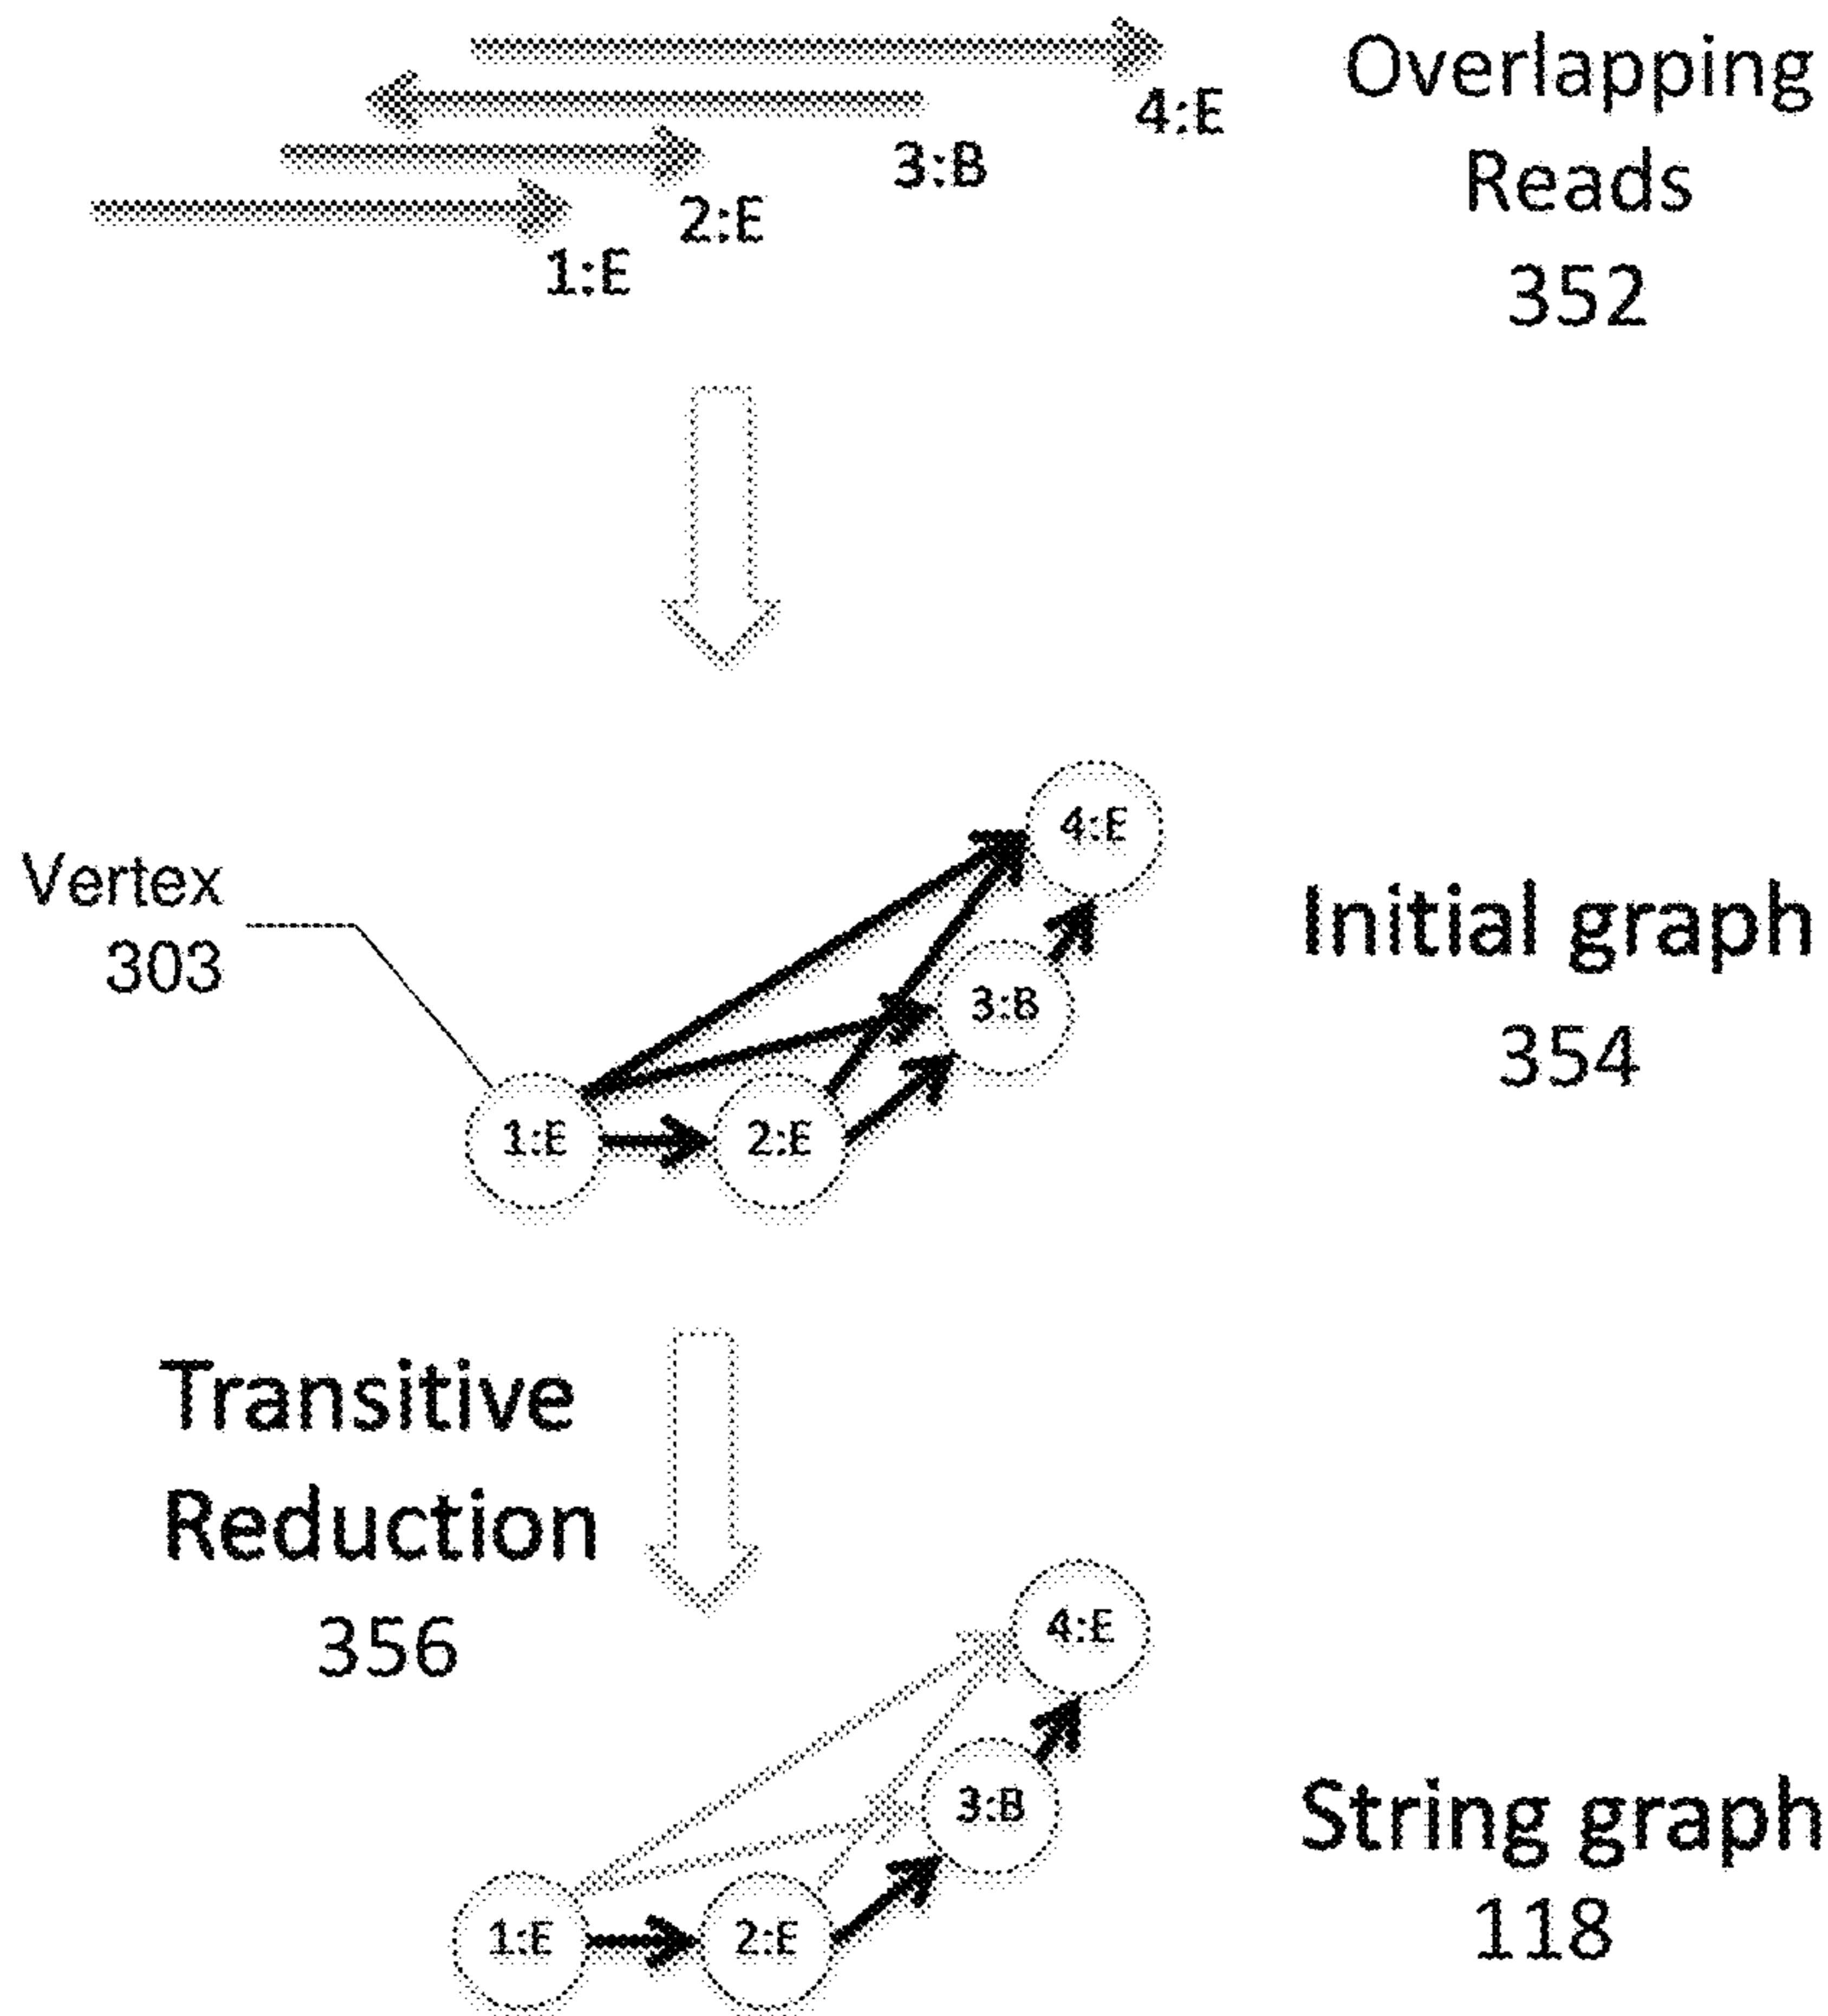 4:E
3:B
2:E
1:E
Overlapping
Reads
352
Vertex
303
4:E
3:B
1:E
2:E
Initial graph
354
Transitive
Reduction
356
4:E
3:B
1:E
2:E
String graph
118